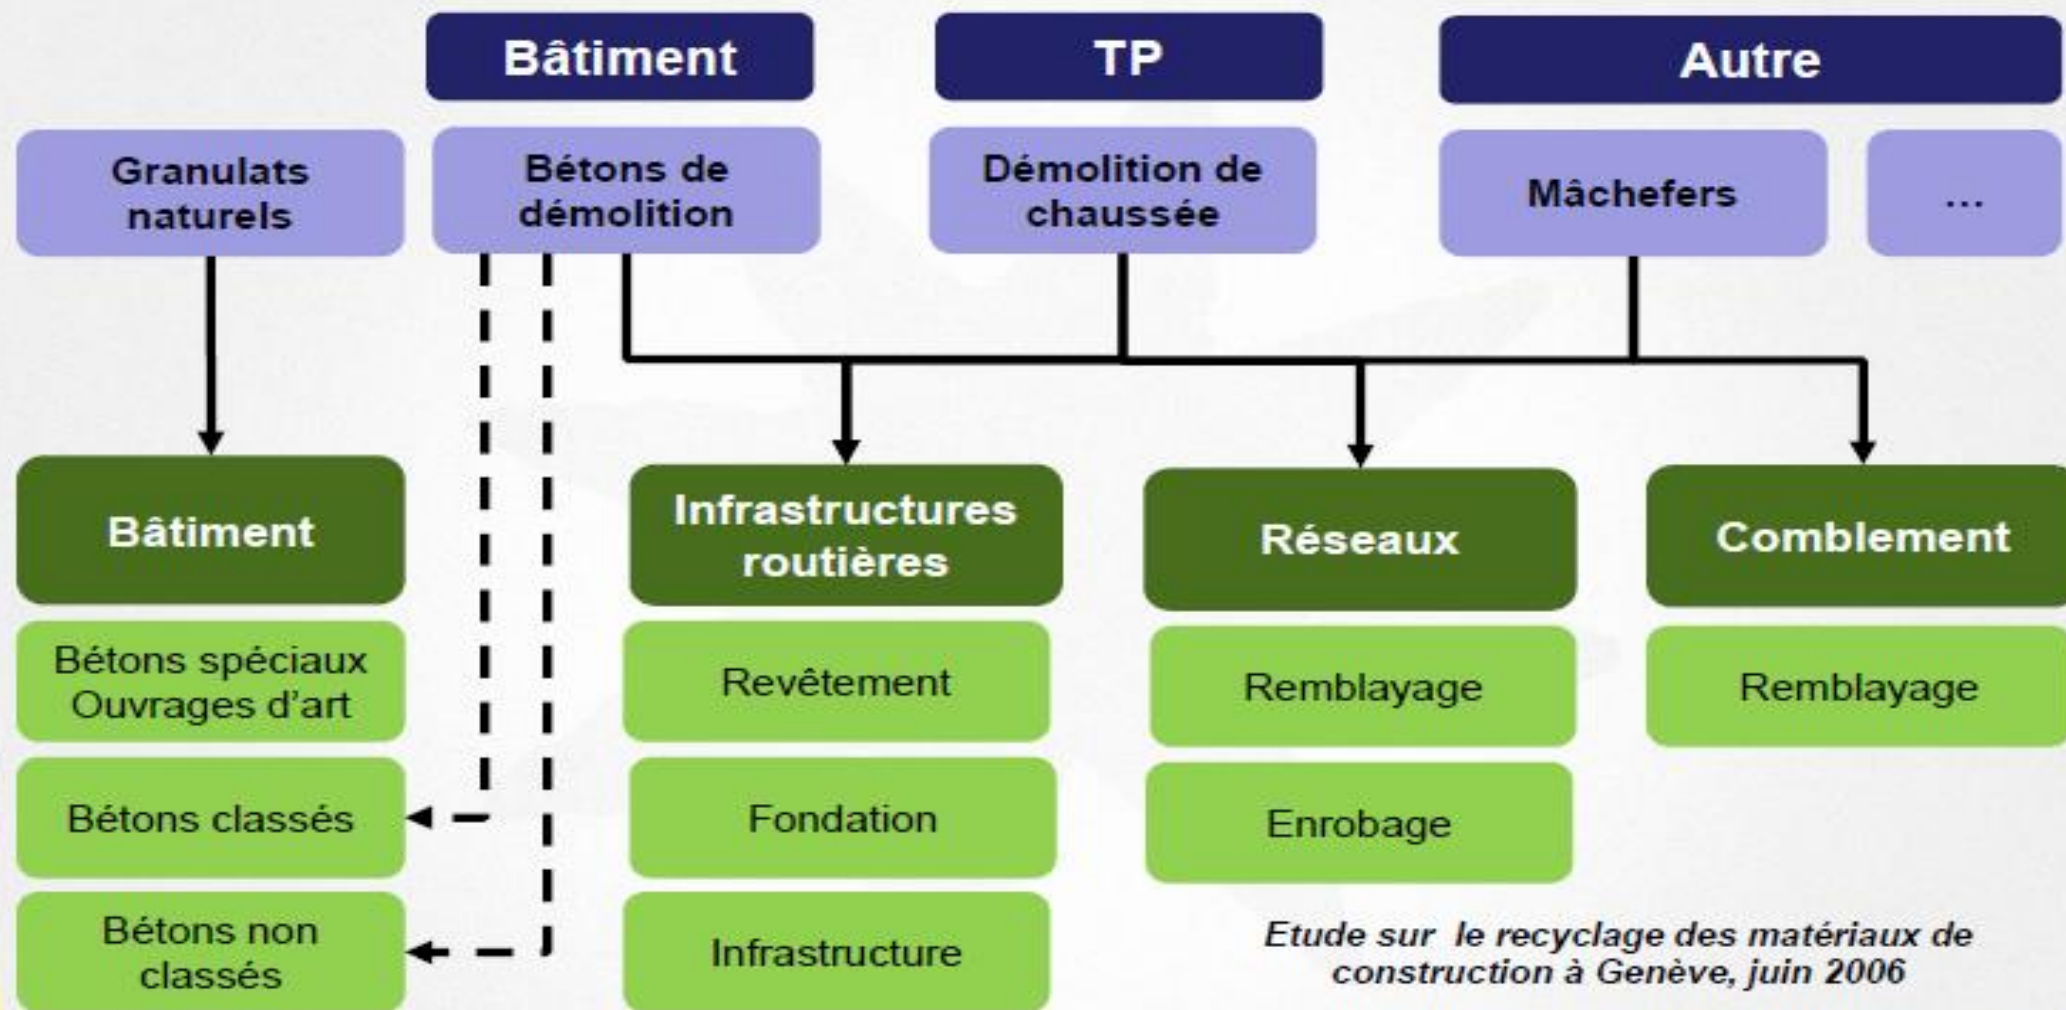 Bâtiment
TP
Autre
Granulats
naturels
Bétons de
démolition
Démolition de
chaussée
Mâchefers
...
Bâtiment
Infrastructures
routières
Réseaux
Comblement
Bétons spéciaux
Ouvrages d'art
Revêtement
Remblayage
Remblayage
Bétons classés
Fondation
Enrobage
Bétons non
classés
Infrastructure
Etude sur le recyclage des matériaux de
construction à Genève, juin 2006